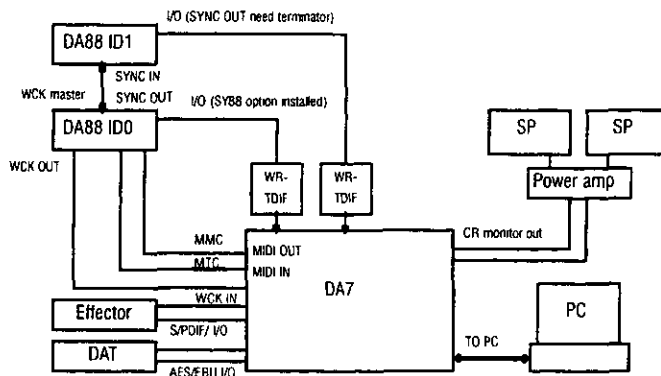 I/O (SYNC OUT need terminator)
DA88 ID1
SYNC IN
WCK master
SYNC OUT
I/O (SY88 option installed)
DA88 ID0
WCK OUT
SP
SP
WR-
TDIF
WR-
TDIF
Power amp
CR monitor out
MMC
MIDI OUT
MTC
MIDI IN
DA7
WCK IN
Effector
S/PDIF/ I/O
PC
TO PC
DAT
AES/EBU I/O